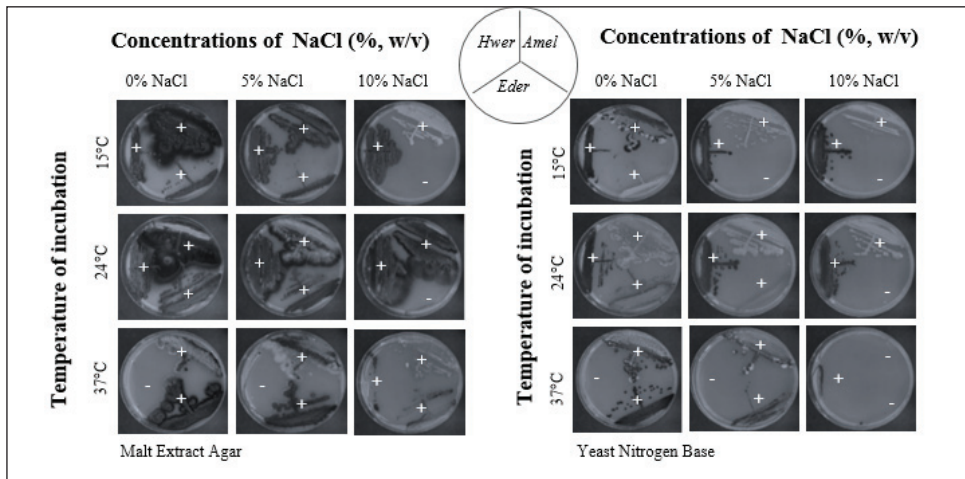 Concentrations of NaCl (%, w/v)
0% NaCl 5% NaCl 10% NaCl
Temperature of incubation
15°C
+ + +
+ + -
24°C
+ + +
+ + +
+ + -
37°C
+ + +
- - +
+ + +
Malt Extract Agar
Hwer Amel
Eder
Concentrations of NaCl (%, w/v)
0% NaCl 5% NaCl 10% NaCl
Temperature of incubation
15°C
+ + +
+ + +
+ - -
24°C
+ + +
+ + +
+ + -
37°C
+ + -
- - +
+ + -
Yeast Nitrogen Base